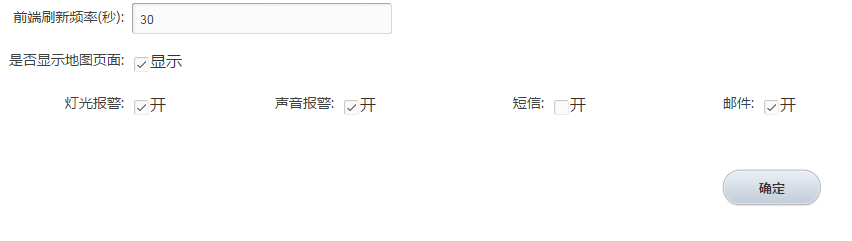 前端刷新频率(秒): 30
是否显示地图页面: 显示
灯光报警: 开 声音报警: 开 短信: 开 邮件: 开
确定